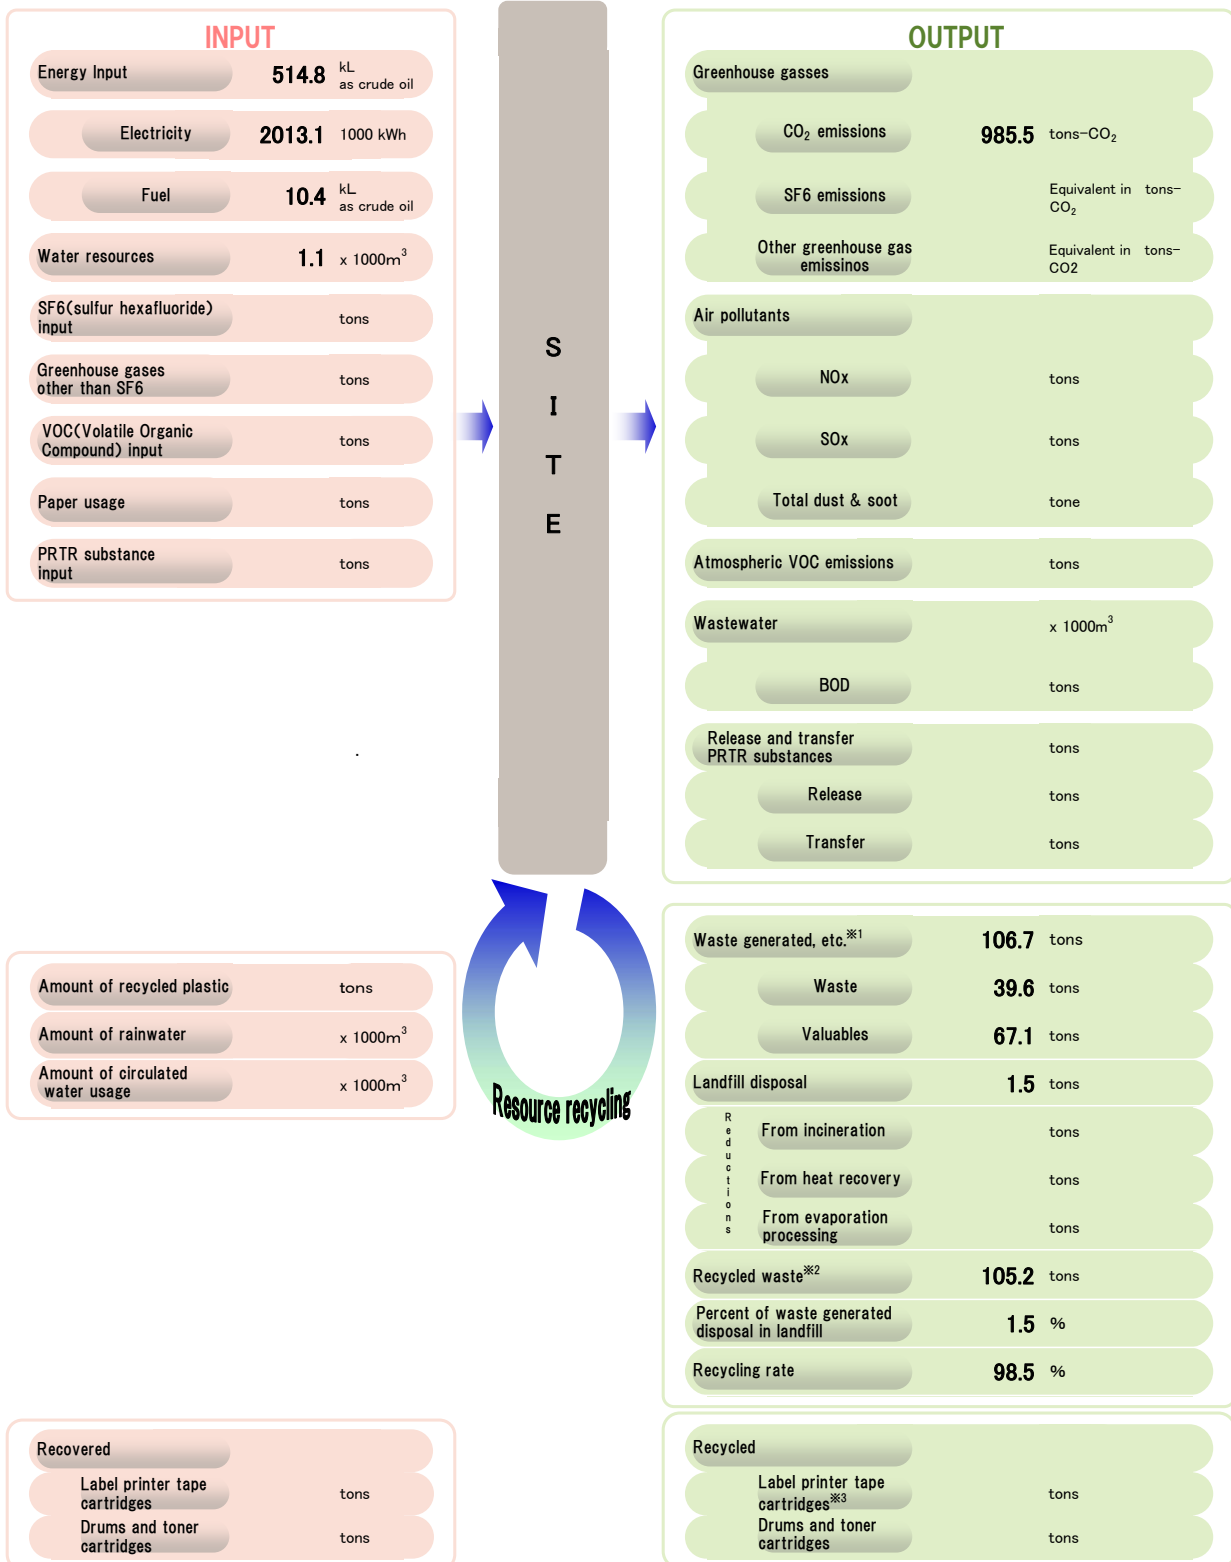 INPUT
Energy Input 514.8 kL
as crude oil
Electricity 2013.1 1000 kWh
Fuel 10.4 kL
as crude oil
Water resources 1.1 x 1000m³
SF6(sulfur hexafluoride)
input tons
Greenhouse gases
other than SF6 tons
VOC(Volatile Organic
Compound) input tons
Paper usage tons
PRTR substance
input tons
S
I
T
E
OUTPUT
Greenhouse gasses
CO₂ emissions 985.5 tons-CO₂
SF6 emissions Equivalent in tons-
CO₂
Other greenhouse gas
emissinos Equivalent in tons-
CO2
Air pollutants
NOx tons
SOx tons
Total dust & soot tone
Atmospheric VOC emissions tons
Wastewater x 1000m³
BOD tons
Release and transfer
PRTR substances tons
Release tons
Transfer tons
Amount of recycled plastic tons
Amount of rainwater x 1000m³
Amount of circulated
water usage x 1000m³
Resource recycling
Waste generated, etc.※1 106.7 tons
Waste 39.6 tons
Valuables 67.1 tons
Landfill disposal 1.5 tons
Reductions
From incineration tons
From heat recovery tons
From evaporation
processing tons
Recycled waste※2 105.2 tons
Percent of waste generated
disposal in landfill 1.5 %
Recycling rate 98.5 %
Recovered
Label printer tape
cartridges tons
Drums and toner
cartridges tons
Recycled
Label printer tape
cartridges※3 tons
Drums and toner
cartridges tons